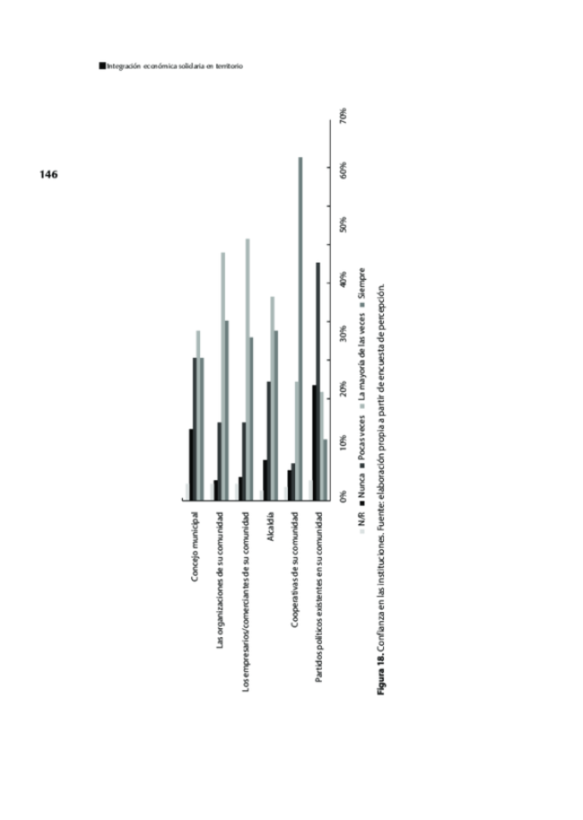 Integración económica solidaria en territorio
146
Concejo municipal
Las organizaciones de su comunidad
Los empresarios/comerciantes de su comunidad
Alcaldía
Cooperativas de su comunidad
Partidos políticos existentes en su comunidad
0%
10%
20%
30%
40%
50%
60%
70%
N/R Nunca Pocas veces La mayoría de las veces Siempre
Figura 18. Confianza en las instituciones. Fuente: elaboración propia a partir de encuesta de percepción.